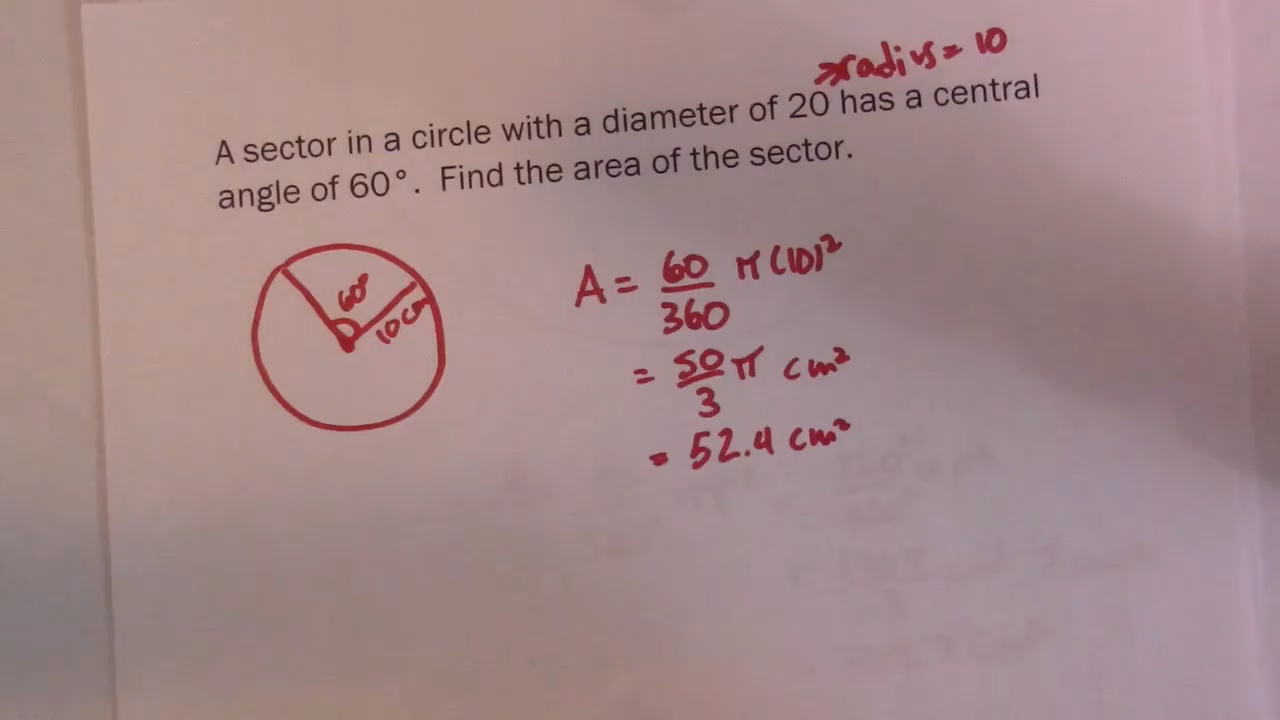 >radius = 10
A sector in a circle with a diameter of 20 has a central
angle of 60°. Find the area of the sector.
60°
10cm
A = 60/360 π(10)²
= 50/3 π cm²
= 52.4 cm²